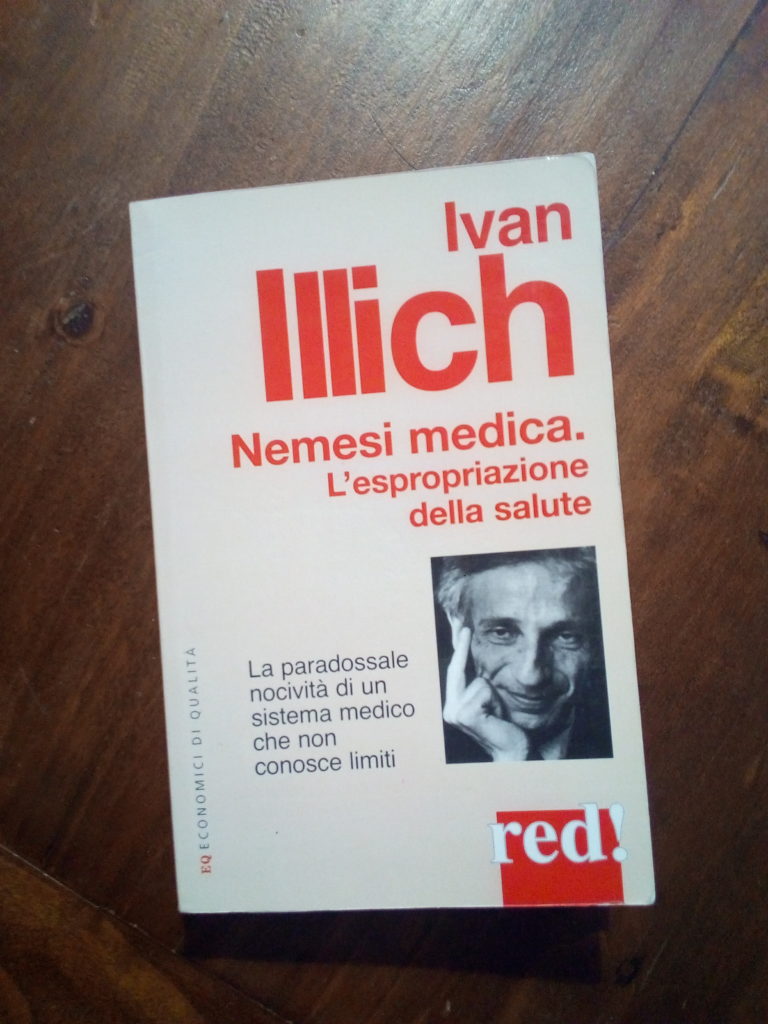 Ivan
Illich
Nemesi medica.
L'espropriazione
della salute
La paradossale
nocività di un
sistema medico
che non
conosce limiti
EQ ECONOMICI DI QUALITÀ
red!